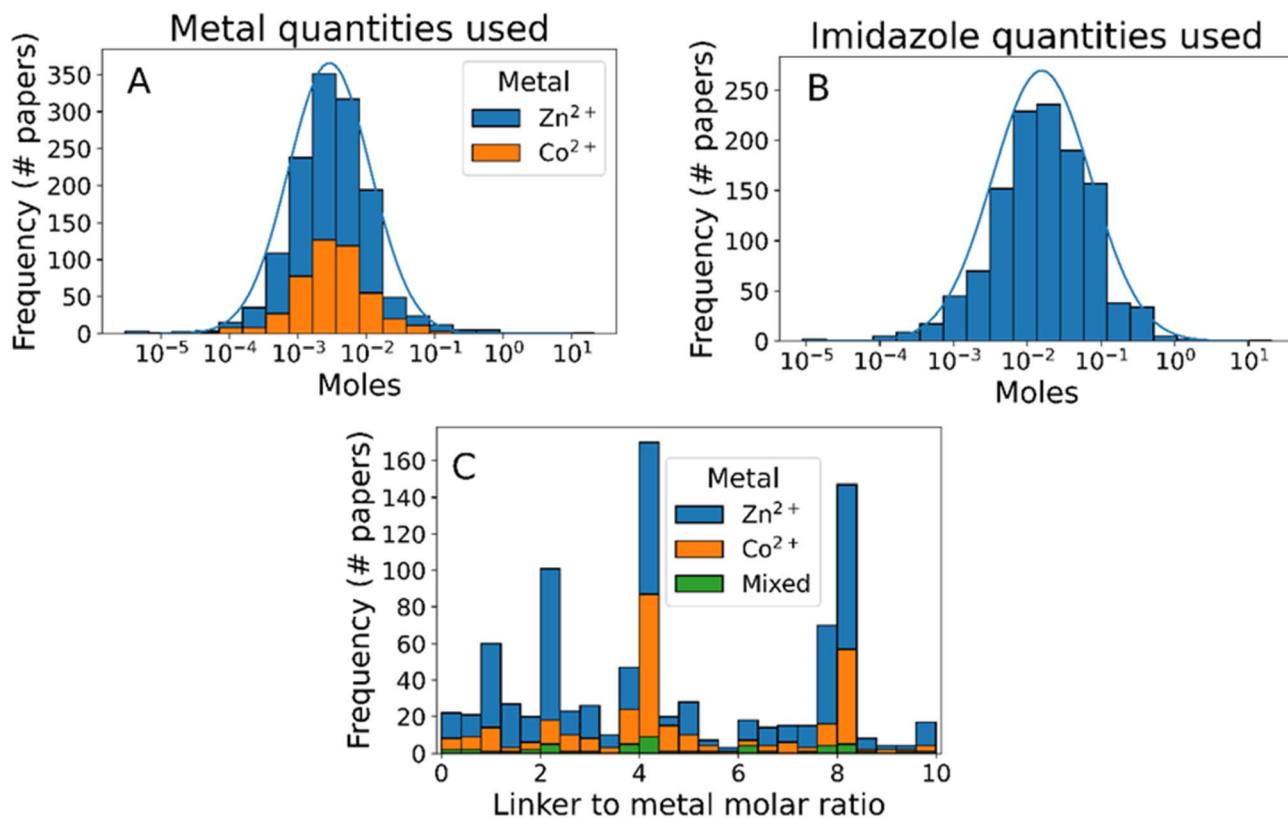 Metal quantities used
A
Metal
Zn²⁺
Co²⁺
Frequency (# papers)
350
300
250
200
150
100
50
0
10⁻⁵ 10⁻⁴ 10⁻³ 10⁻² 10⁻¹ 10⁰ 10¹
Moles
Imidazole quantities used
B
Frequency (# papers)
250
200
150
100
50
0
10⁻⁵ 10⁻⁴ 10⁻³ 10⁻² 10⁻¹ 10⁰ 10¹
Moles
C
Metal
Zn²⁺
Co²⁺
Mixed
Frequency (# papers)
160
140
120
100
80
60
40
20
0
0 2 4 6 8 10
Linker to metal molar ratio